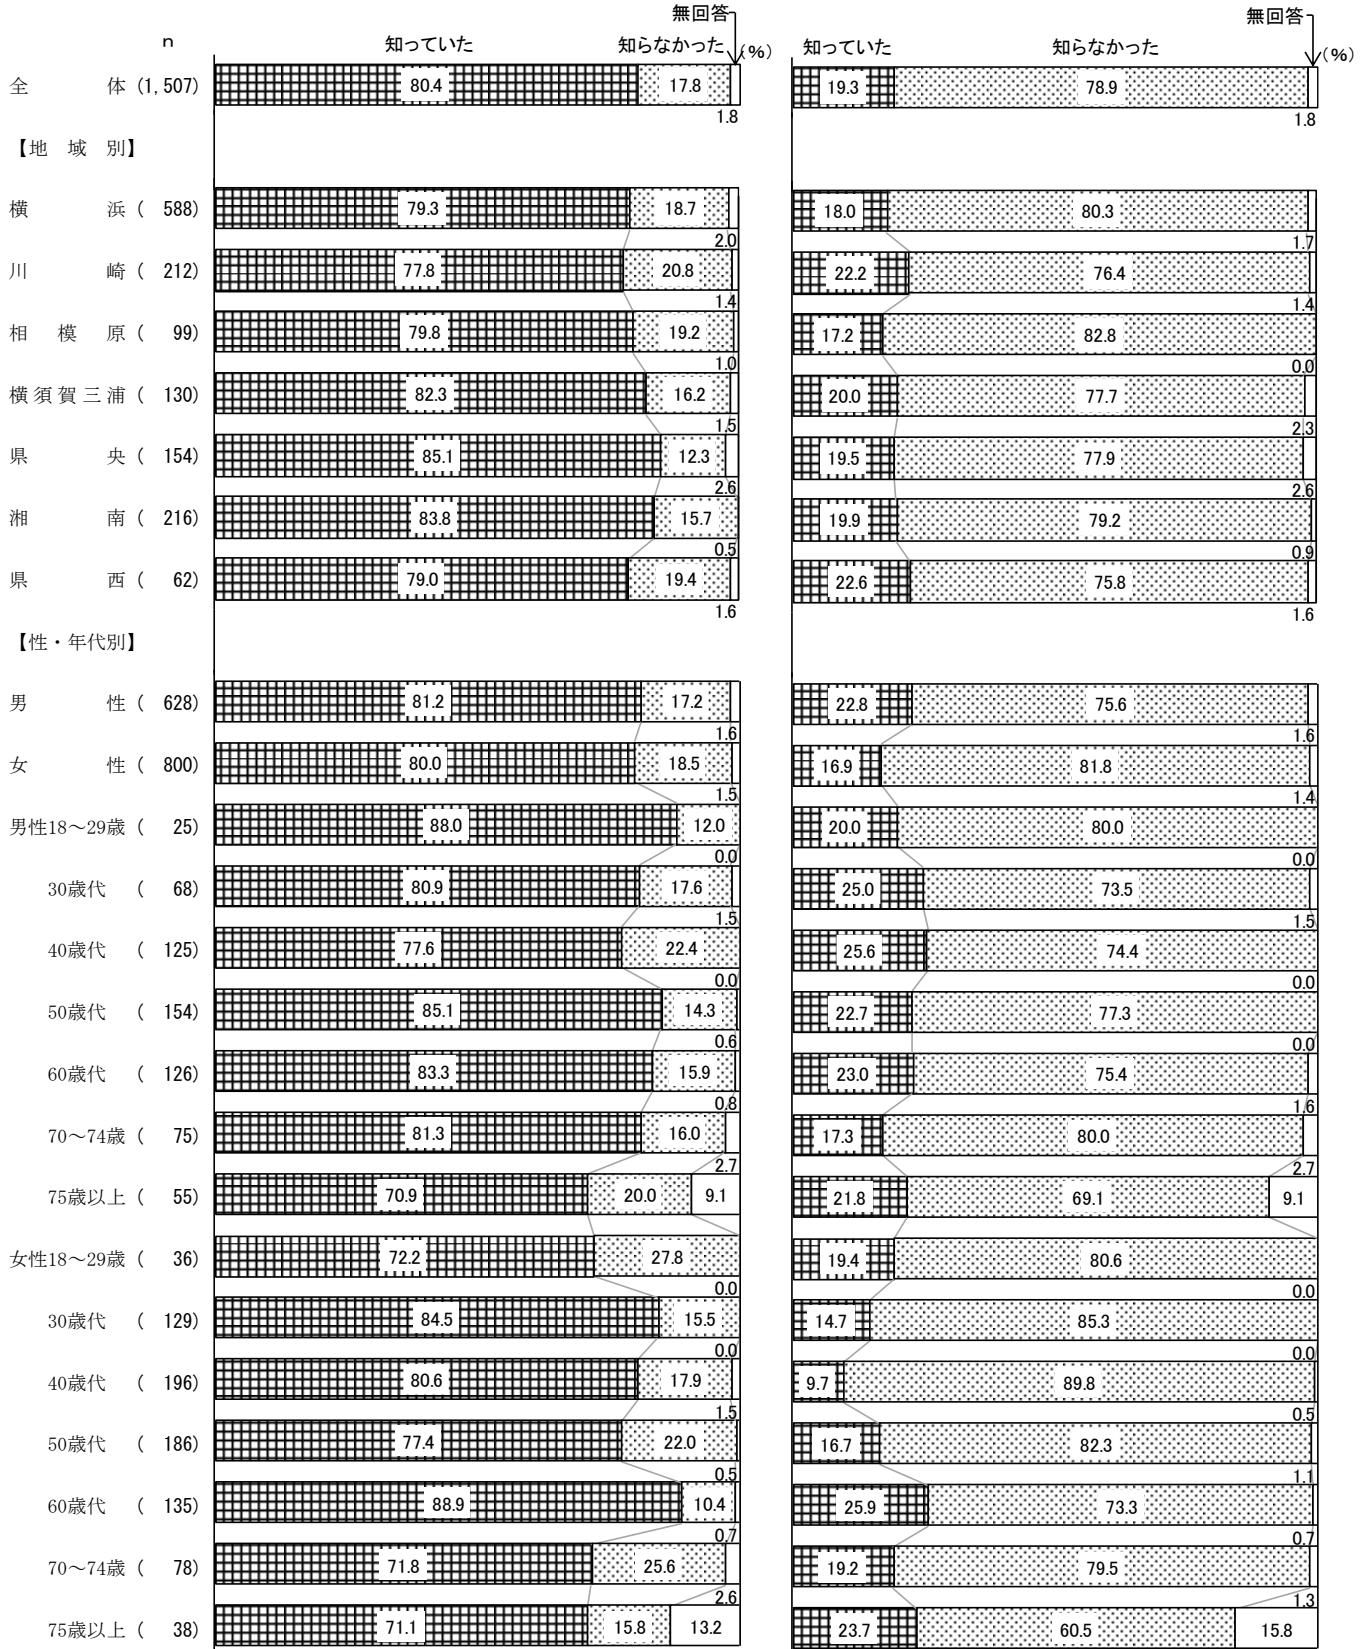 無回答 無回答
n 知っていた 知らなかった (%) 知っていた 知らなかった (%)
全体 (1,507) 80.4 17.8 19.3 78.9
1.8 1.8
【地 域 別】
横浜 ( 588) 79.3 18.7 18.0 80.3
2.0 1.7
川崎 ( 212) 77.8 20.8 22.2 76.4
1.4 1.4
相模原 ( 99) 79.8 19.2 17.2 82.8
1.0 0.0
横須賀三浦 ( 130) 82.3 16.2 20.0 77.7
1.5 2.3
県央 ( 154) 85.1 12.3 19.5 77.9
2.6 2.6
湘南 ( 216) 83.8 15.7 19.9 79.2
0.5 0.9
県西 ( 62) 79.0 19.4 22.6 75.8
1.6 1.6
【性・年代別】
男性 ( 628) 81.2 17.2 22.8 75.6
1.6 1.6
女性 ( 800) 80.0 18.5 16.9 81.8
1.5 1.4
男性18～29歳 ( 25) 88.0 12.0 20.0 80.0
0.0 0.0
30歳代 ( 68) 80.9 17.6 25.0 73.5
1.5 1.5
40歳代 ( 125) 77.6 22.4 25.6 74.4
0.0 0.0
50歳代 ( 154) 85.1 14.3 22.7 77.3
0.6 0.0
60歳代 ( 126) 83.3 15.9 23.0 75.4
0.8 1.6
70～74歳 ( 75) 81.3 16.0 17.3 80.0
2.7 2.7
75歳以上 ( 55) 70.9 20.0 9.1 21.8 69.1 9.1
女性18～29歳 ( 36) 72.2 27.8 19.4 80.6
0.0 0.0
30歳代 ( 129) 84.5 15.5 14.7 85.3
0.0 0.0
40歳代 ( 196) 80.6 17.9 9.7 89.8
1.5 0.5
50歳代 ( 186) 77.4 22.0 16.7 82.3
0.5 1.1
60歳代 ( 135) 88.9 10.4 25.9 73.3
0.7 0.7
70～74歳 ( 78) 71.8 25.6 19.2 79.5
2.6 1.3
75歳以上 ( 38) 71.1 15.8 13.2 23.7 60.5 15.8